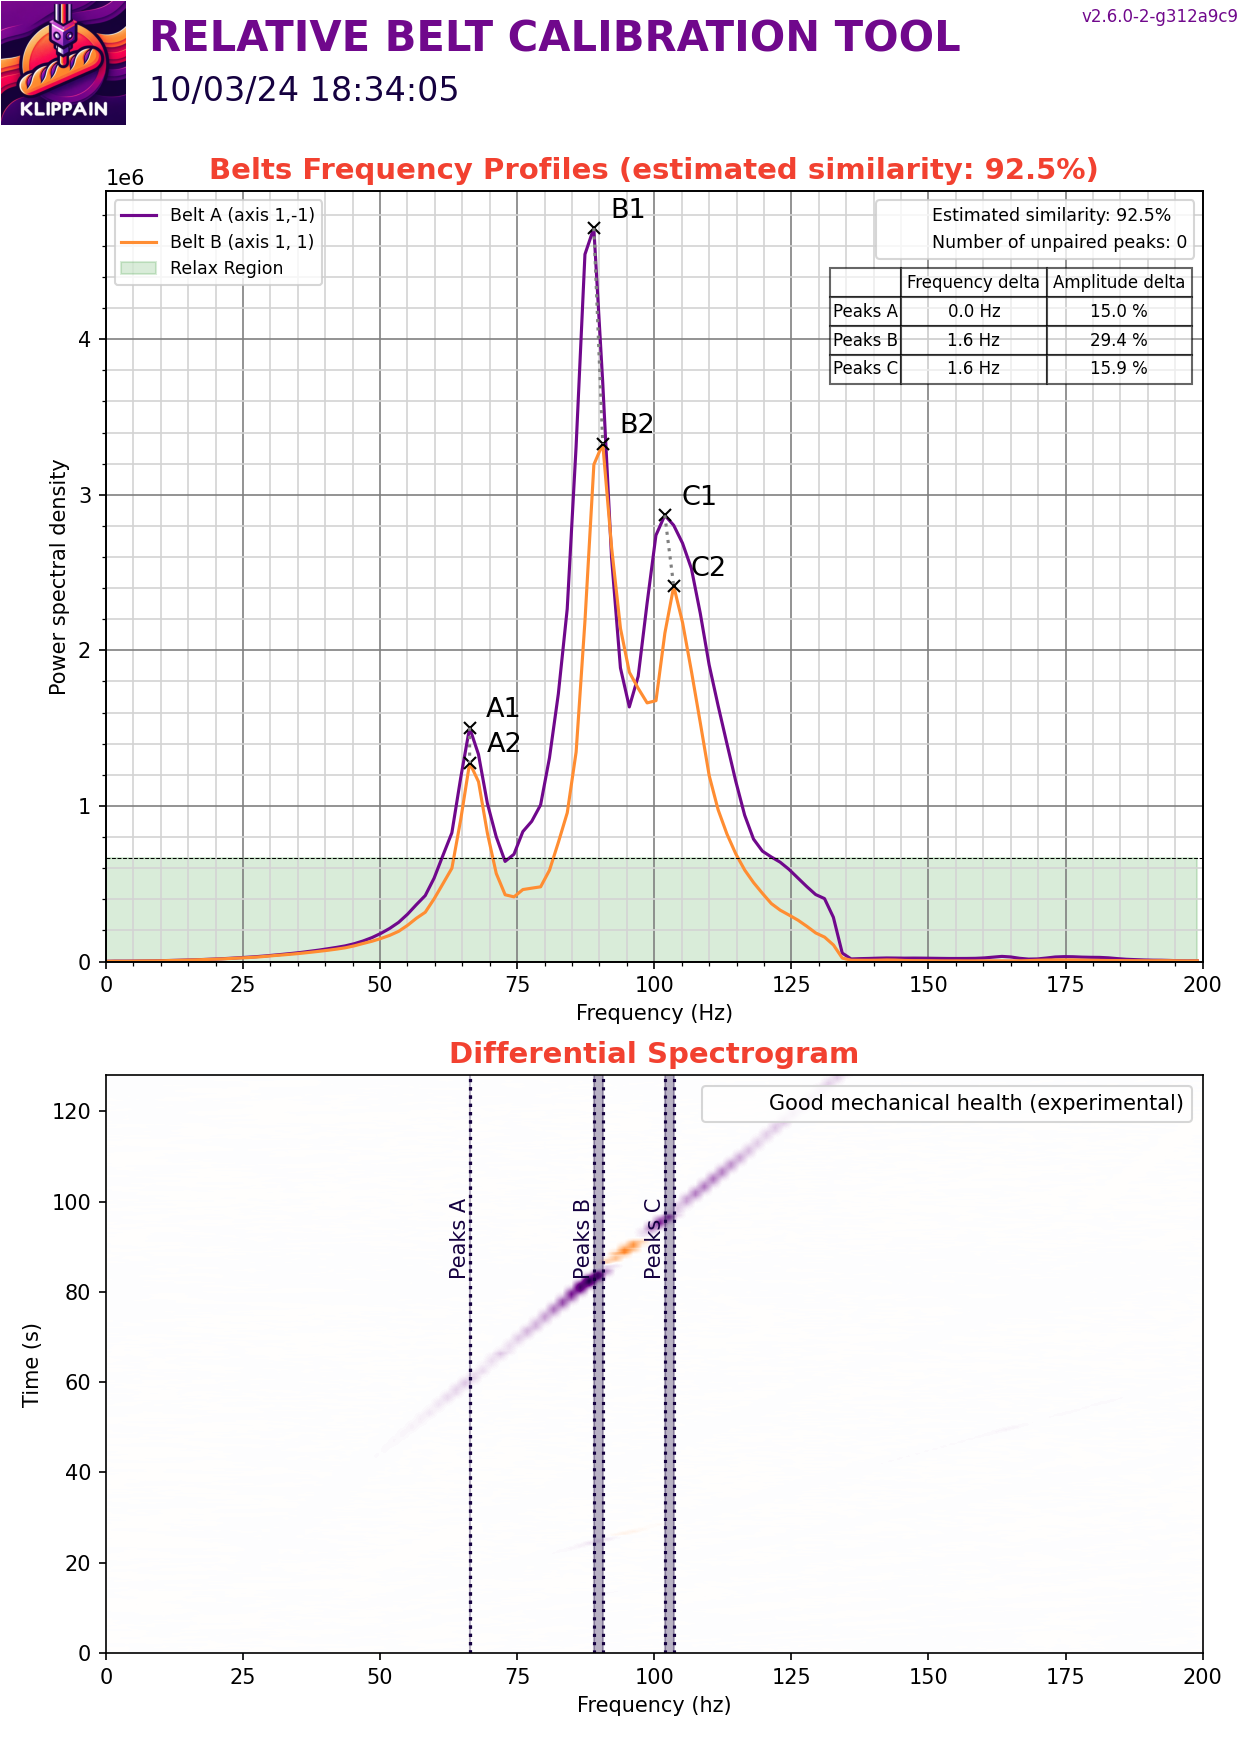 KLIPPAIN
RELATIVE BELT CALIBRATION TOOL
10/03/24 18:34:05
v2.6.0-2-g312a9c9
Belts Frequency Profiles (estimated similarity: 92.5%)
1e6
Belt A (axis 1,-1)
Belt B (axis 1, 1)
Relax Region
Estimated similarity: 92.5%
Number of unpaired peaks: 0
Frequency delta Amplitude delta
Peaks A 0.0 Hz 15.0 %
Peaks B 1.6 Hz 29.4 %
Peaks C 1.6 Hz 15.9 %
B1
B2
C1
C2
A1
A2
Power spectral density
4
3
2
1
0
0 25 50 75 100 125 150 175 200
Frequency (Hz)
Differential Spectrogram
Good mechanical health (experimental)
Peaks A
Peaks B
Peaks C
Time (s)
120
100
80
60
40
20
0
0 25 50 75 100 125 150 175 200
Frequency (hz)